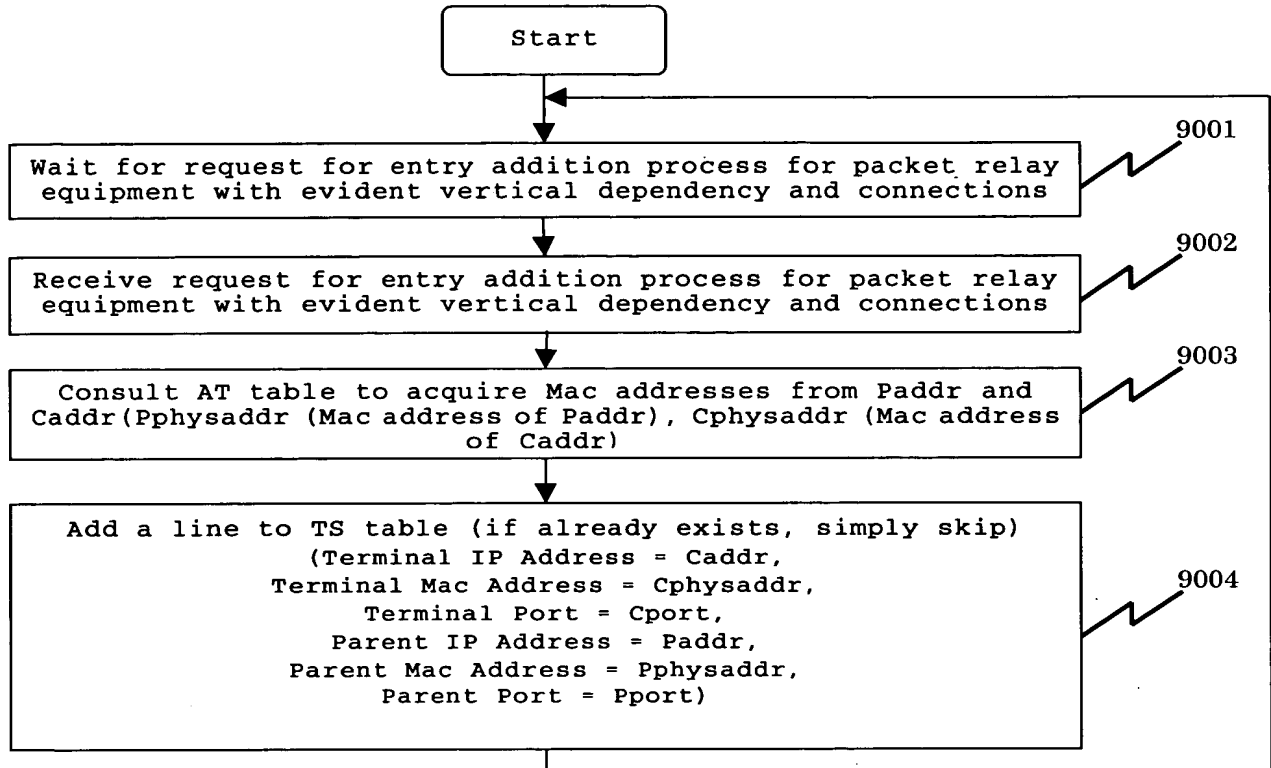 Start
9001
Wait for request for entry addition process for packet relay
equipment with evident vertical dependency and connections
9002
Receive request for entry addition process for packet relay
equipment with evident vertical dependency and connections
9003
Consult AT table to acquire Mac addresses from Paddr and
Caddr(Pphysaddr (Mac address of Paddr), Cphysaddr (Mac address
of Caddr)
Add a line to TS table (if already exists, simply skip)
(Terminal IP Address = Caddr,
Terminal Mac Address = Cphysaddr,
Terminal Port = Cport,
Parent IP Address = Paddr,
Parent Mac Address = Pphysaddr,
Parent Port = Pport)
9004